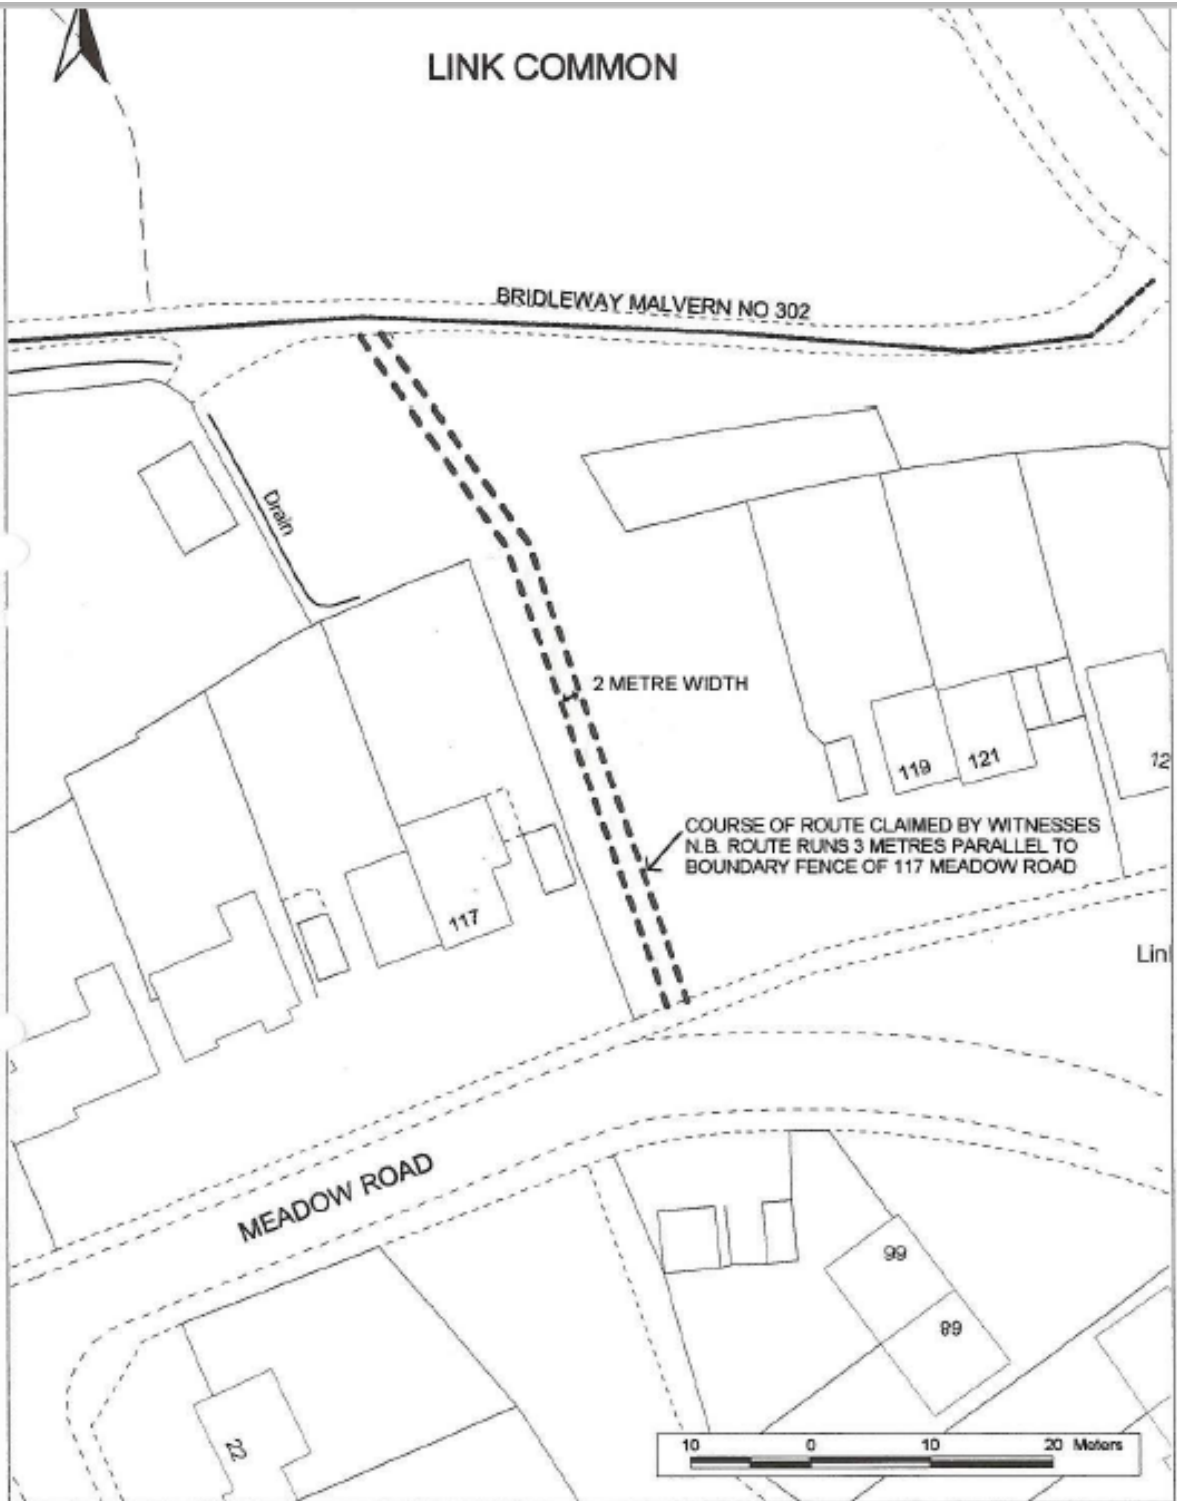 LINK COMMON
BRIDLEWAY MALVERN NO 302
Drain
2 METRE WIDTH
119
121
12
COURSE OF ROUTE CLAIMED BY WITNESSES
N.B. ROUTE RUNS 3 METRES PARALLEL TO
BOUNDARY FENCE OF 117 MEADOW ROAD
117
Lin
MEADOW ROAD
99
89
22
10 0 10 20 Meters